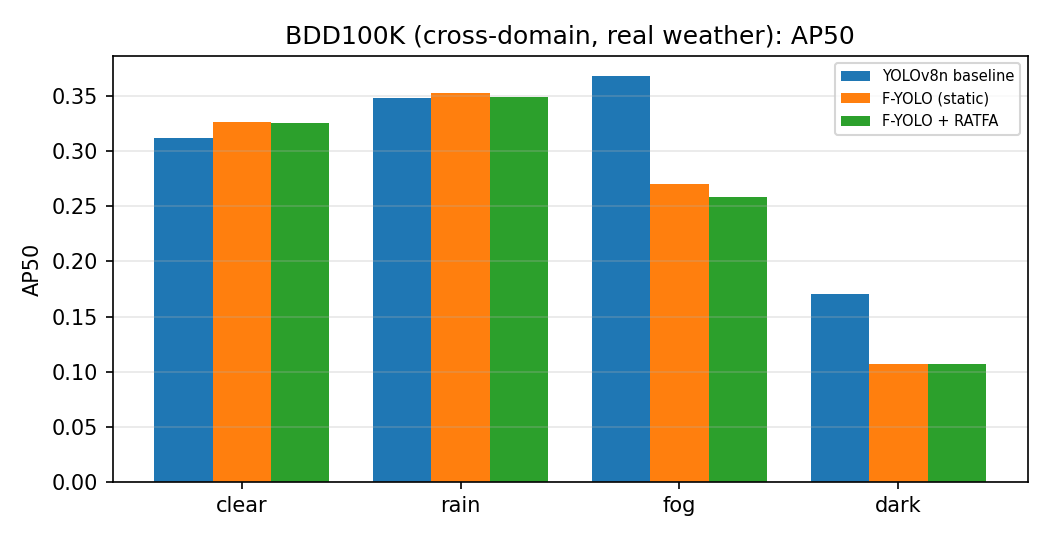 BDD100K (cross-domain, real weather): AP50
YOLOv8n baseline
F-YOLO (static)
F-YOLO + RATFA
AP50
0.35
0.30
0.25
0.20
0.15
0.10
0.05
0.00
clear
rain
fog
dark